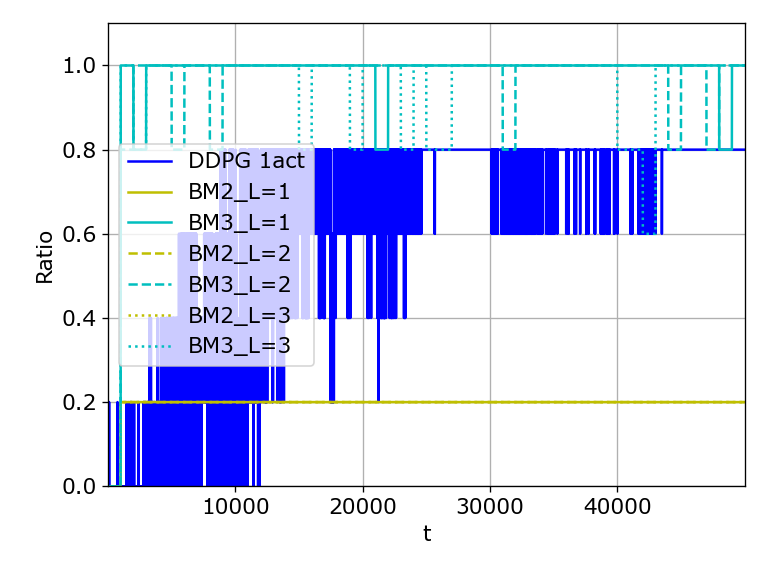 1.0
0.8
0.6
0.4
0.2
0.0
Ratio
DDPG 1act
BM2_L=1
BM3_L=1
BM2_L=2
BM3_L=2
BM2_L=3
BM3_L=3
10000 20000 30000 40000
t